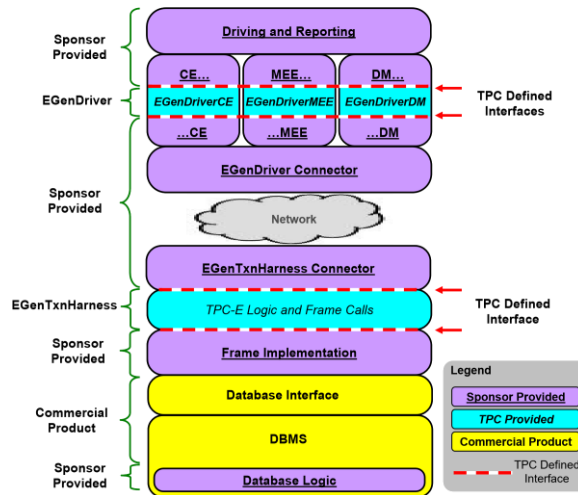 Sponsor
Provided
Driving and Reporting
CE...
MEE...
DM...
EGenDriver
EGenDriverCE
EGenDriverMEE
EGenDriverDM
TPC Defined
Interfaces
...CE
...MEE
...DM
EGenDriver Connector
Sponsor
Provided
Network
EGenTxnHarness Connector
EGenTxnHarness
TPC-E Logic and Frame Calls
TPC Defined
Interface
Sponsor
Provided
Frame Implementation
Commercial
Product
Database Interface
DBMS
Sponsor
Provided
Database Logic
Legend
Sponsor Provided
TPC Provided
Commercial Product
TPC Defined
Interface